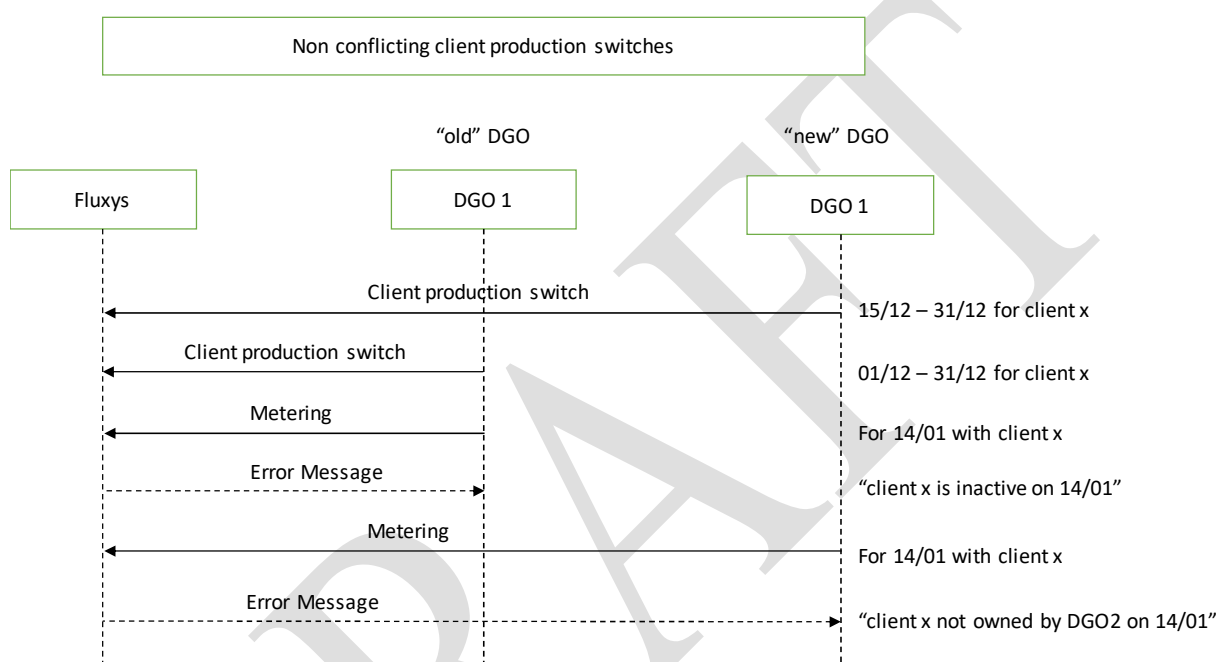 Non conflicting client production switches
“old” DGO
“new” DGO
Fluxys
DGO 1
DGO 1
Client production switch
15/12 – 31/12 for client x
Client production switch
01/12 – 31/12 for client x
Metering
For 14/01 with client x
Error Message
“client x is inactive on 14/01”
Metering
For 14/01 with client x
Error Message
“client x not owned by DGO2 on 14/01”
DRAFT